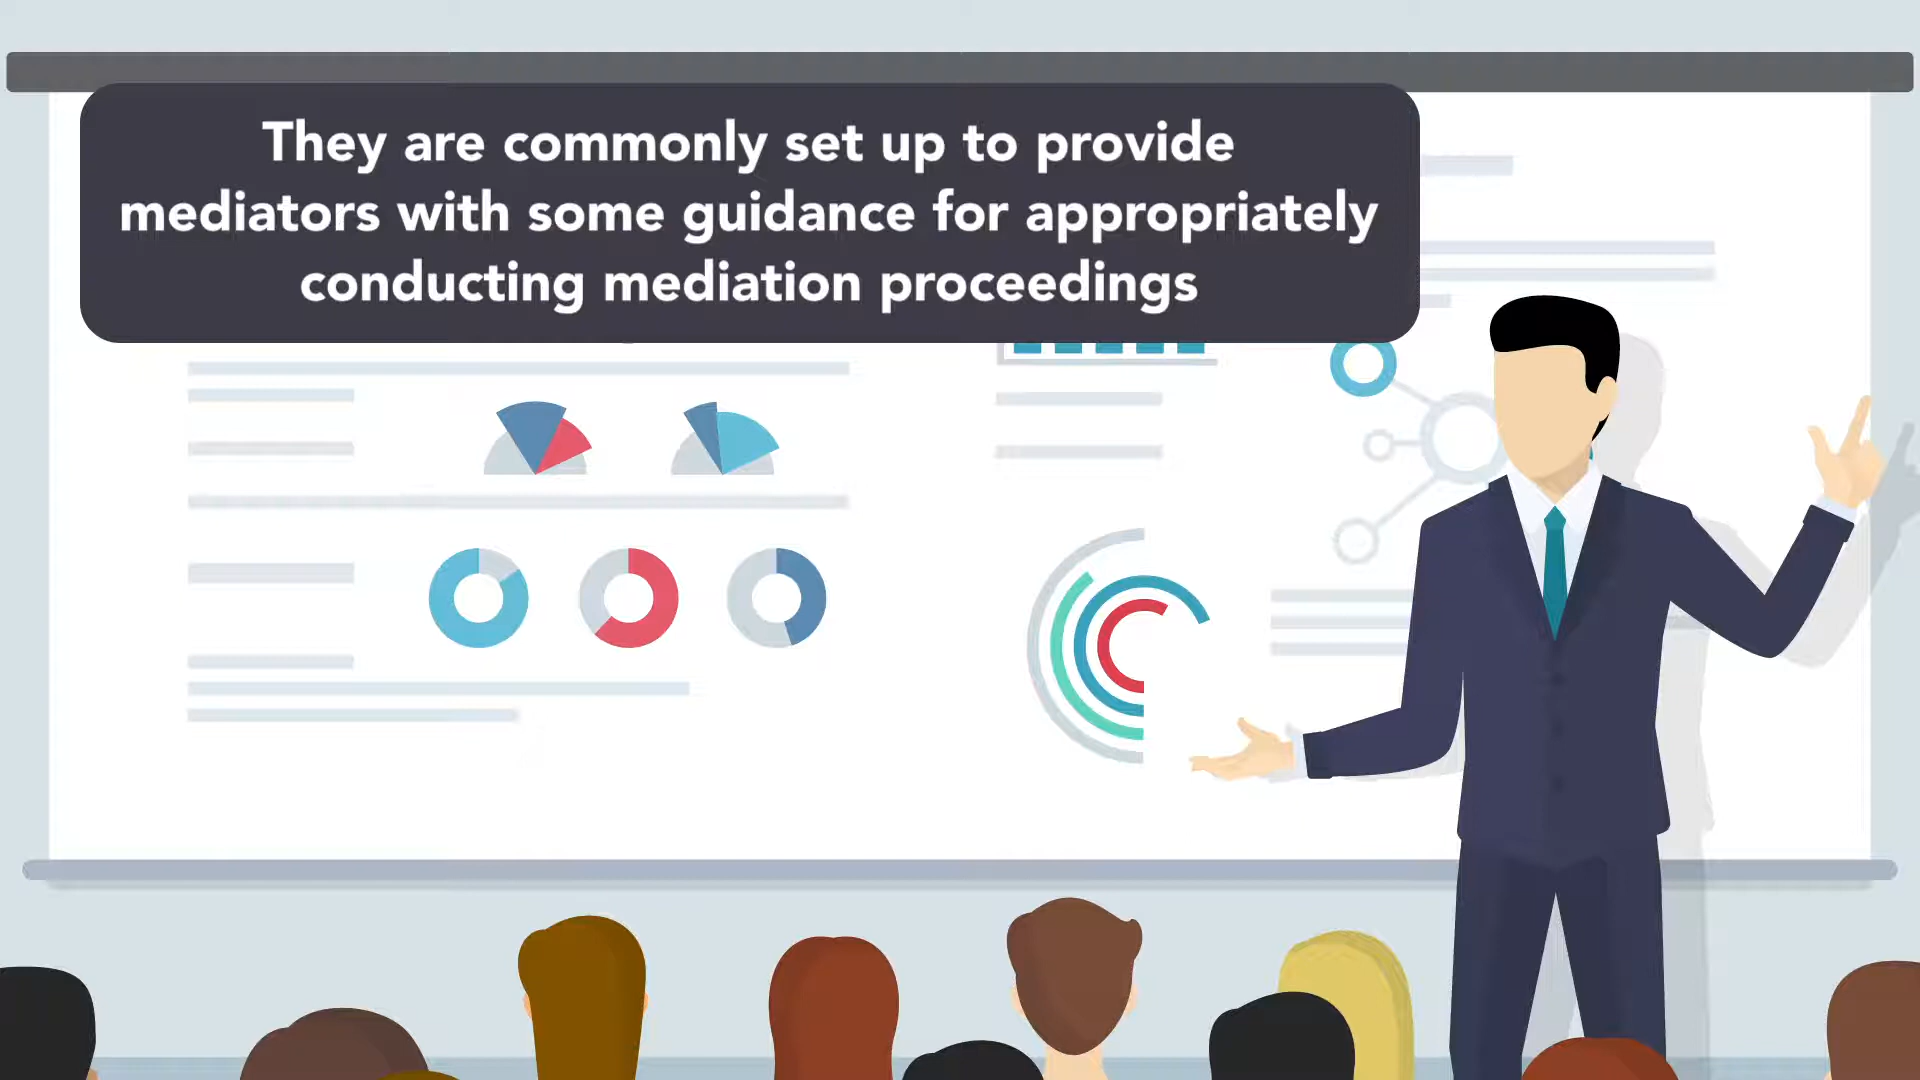 They are commonly set up to provide
mediators with some guidance for appropriately
conducting mediation proceedings